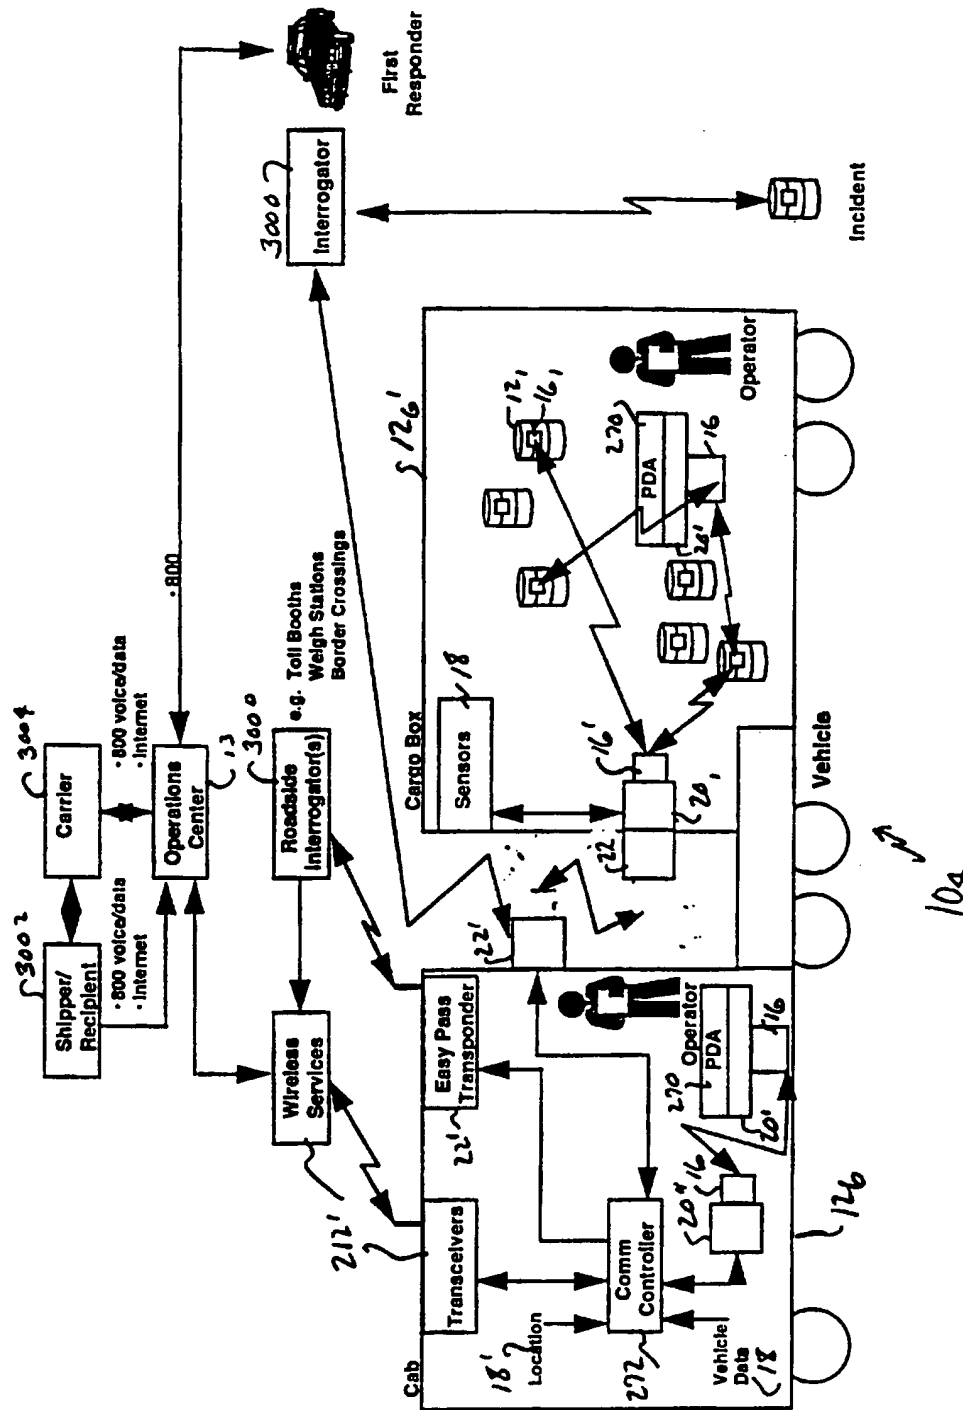 3002
Shipper/
Recipient
3004
Carrier
• 800 voice/data
• Internet
• 800 voice/data
• Internet
Operations
Center
13
•800
First
Responder
212'
Wireless
Services
Roadside
Interrogator(s)
3000
e.g. Toll Booths
Weigh Stations
Border Crossings
3000
Interrogator
Incident
Cab
Transceivers
Easy Pass
Transponder
22'
22'
18'
Location
Comm
Controller
272
Vehicle
Data
18
20"
16
270
Operator
PDA
20'
16
12b
Cargo Box
12b'
Sensors
18
22
16'
20,
12,
16,
270
PDA
20'
16
Operator
Vehicle
10a